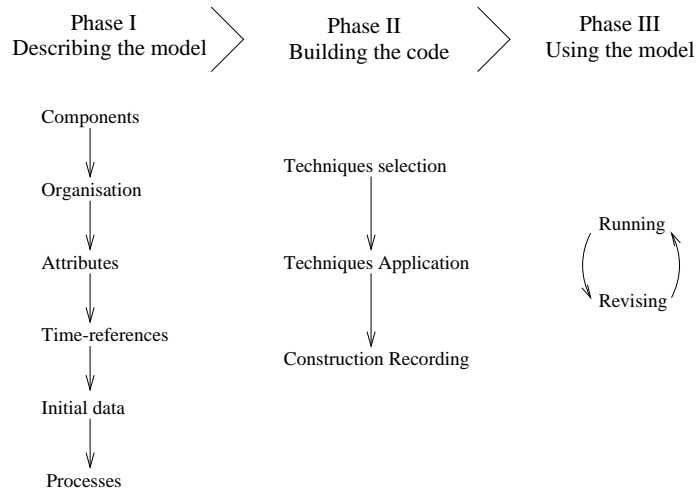 Phase I
Describing the model
Phase II
Building the code
Phase III
Using the model
Components
Organisation
Attributes
Time-references
Initial data
Processes
Techniques selection
Techniques Application
Construction Recording
Running
Revising